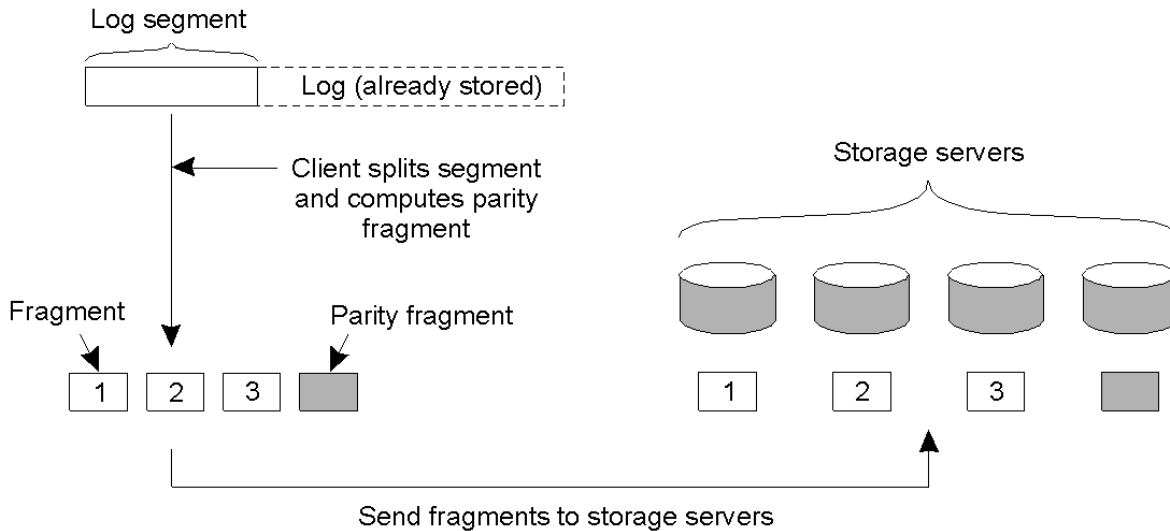 Log segment
Log (already stored)
Client splits segment
and computes parity
fragment
Storage servers
Fragment
Parity fragment
1 2 3
1 2 3
Send fragments to storage servers